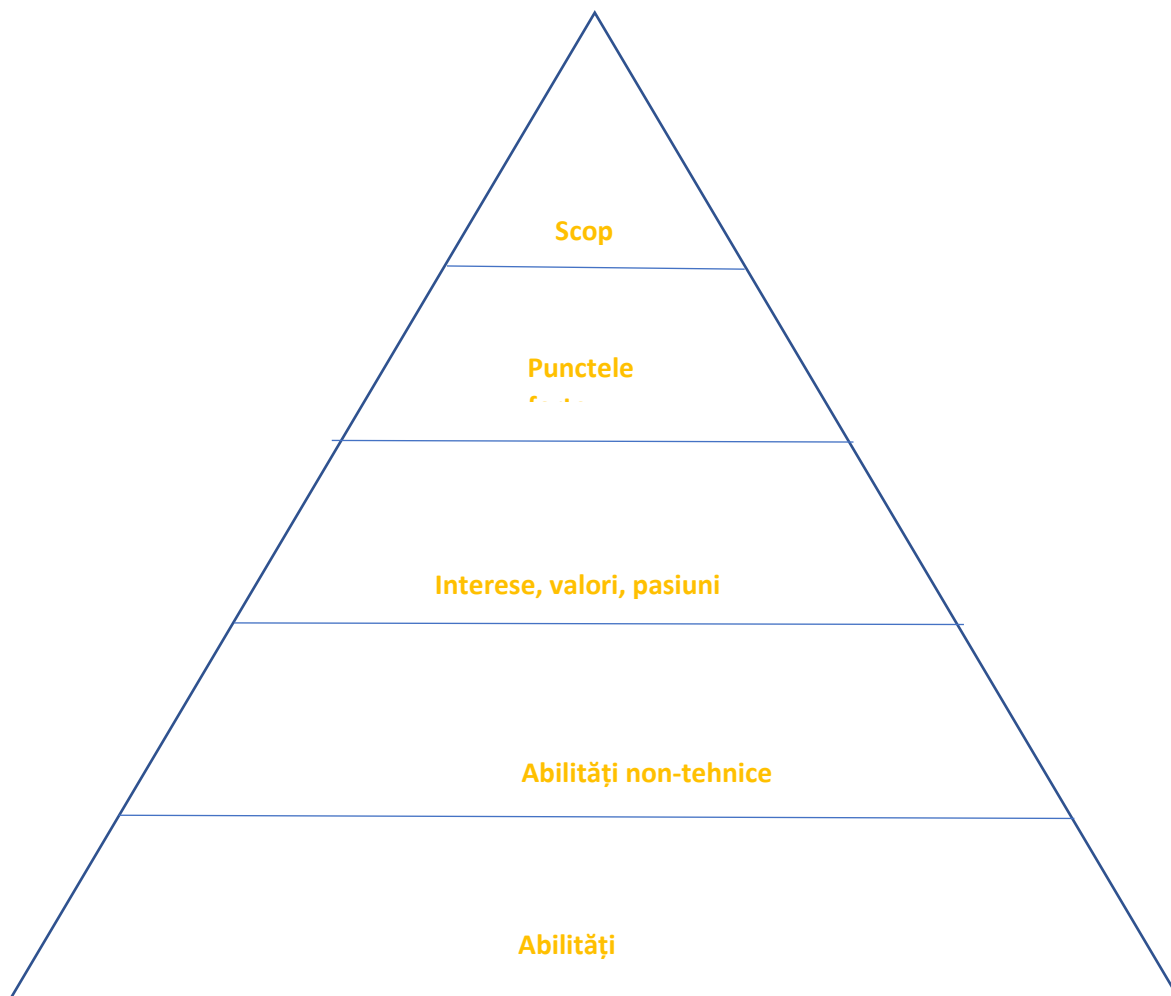 Scop
Punctele
Interese, valori, pasiuni
Abilități non-tehnice
Abilități